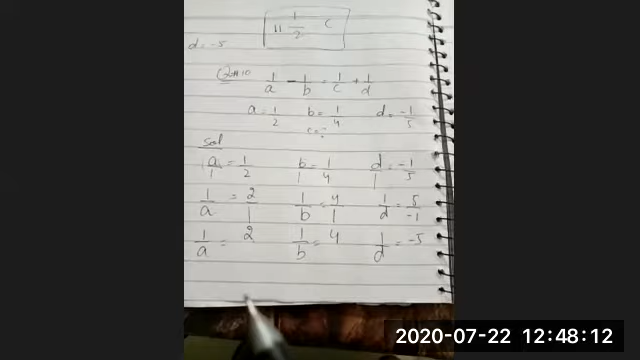 11 1/2 C
d = -5
Q#10 1/a - 1/b = 1/c + 1/d
a = 1/2 b = 1/4 d = -1/5
c = ?
Sol
a/1 = 1/2 b/1 = 1/4 d/1 = -1/5
1/a = 2/1 1/b = 4/1 1/d = 5/-1
1/a = 2 1/b = 4 1/d = -5
2020-07-22 12:48:12